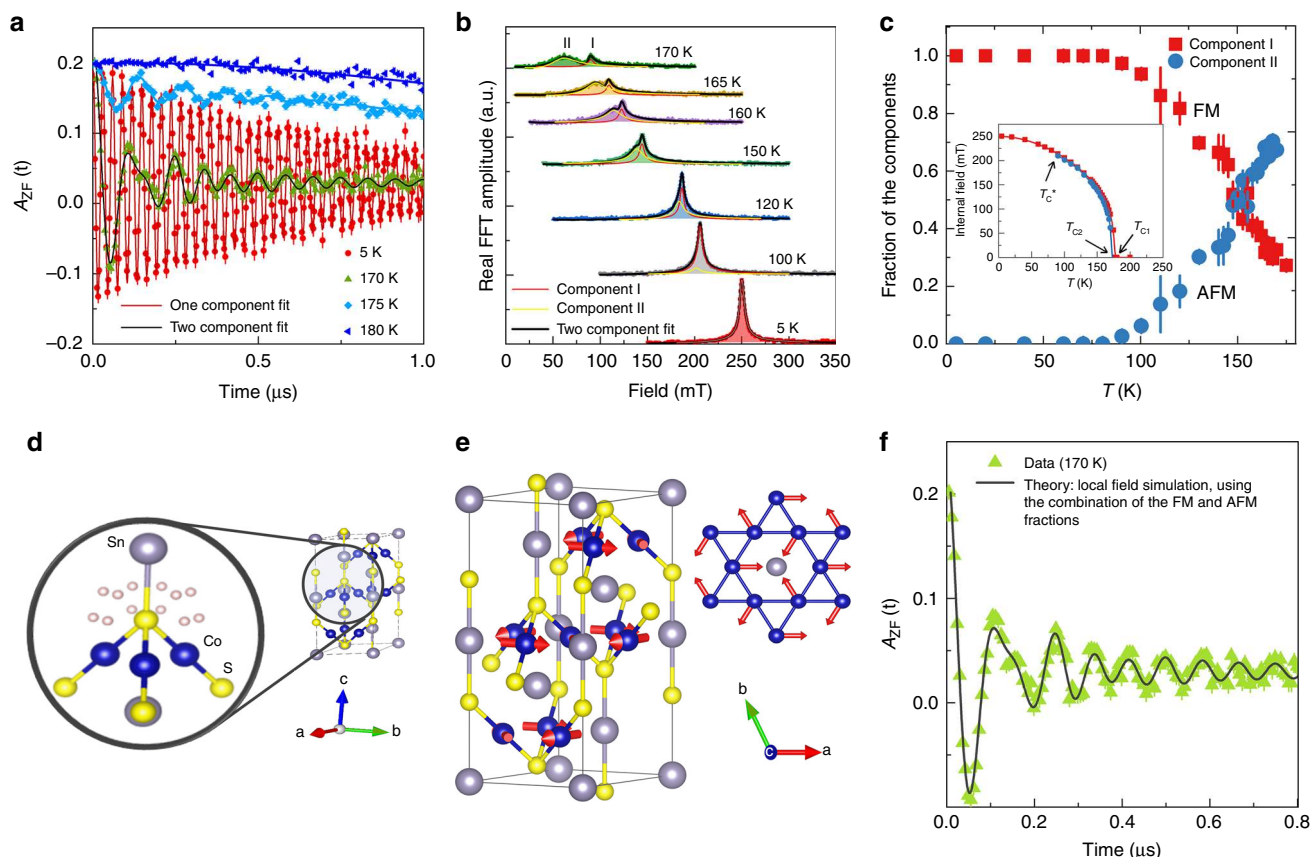 a
0.2
0.1
0.0
−0.1
−0.2
A_ZF (t)
5 K
170 K
175 K
180 K
One component fit
Two component fit
0.0
0.5
1.0
Time (μs)
b
II
I
170 K
165 K
160 K
150 K
120 K
100 K
5 K
Real FFT amplitude (a.u.)
Component I
Component II
Two component fit
0
50
100
150
200
250
300
350
Field (mT)
c
1.0
0.8
0.6
0.4
0.2
0.0
Fraction of the components
Component I
Component II
FM
AFM
250
200
150
100
50
0
Internal field (mT)
T_C*
T_C2
T_C1
0
50
100
150
200
250
T (K)
0
25
50
75
100
125
150
175
T (K)
d
Sn
Co
S
c
a
b
e
b
c
a
f
0.2
0.1
0.0
A_ZF (t)
Data (170 K)
Theory: local field simulation, using
the combination of the FM and AFM
fractions
0.0
0.2
0.4
0.6
0.8
Time (μs)